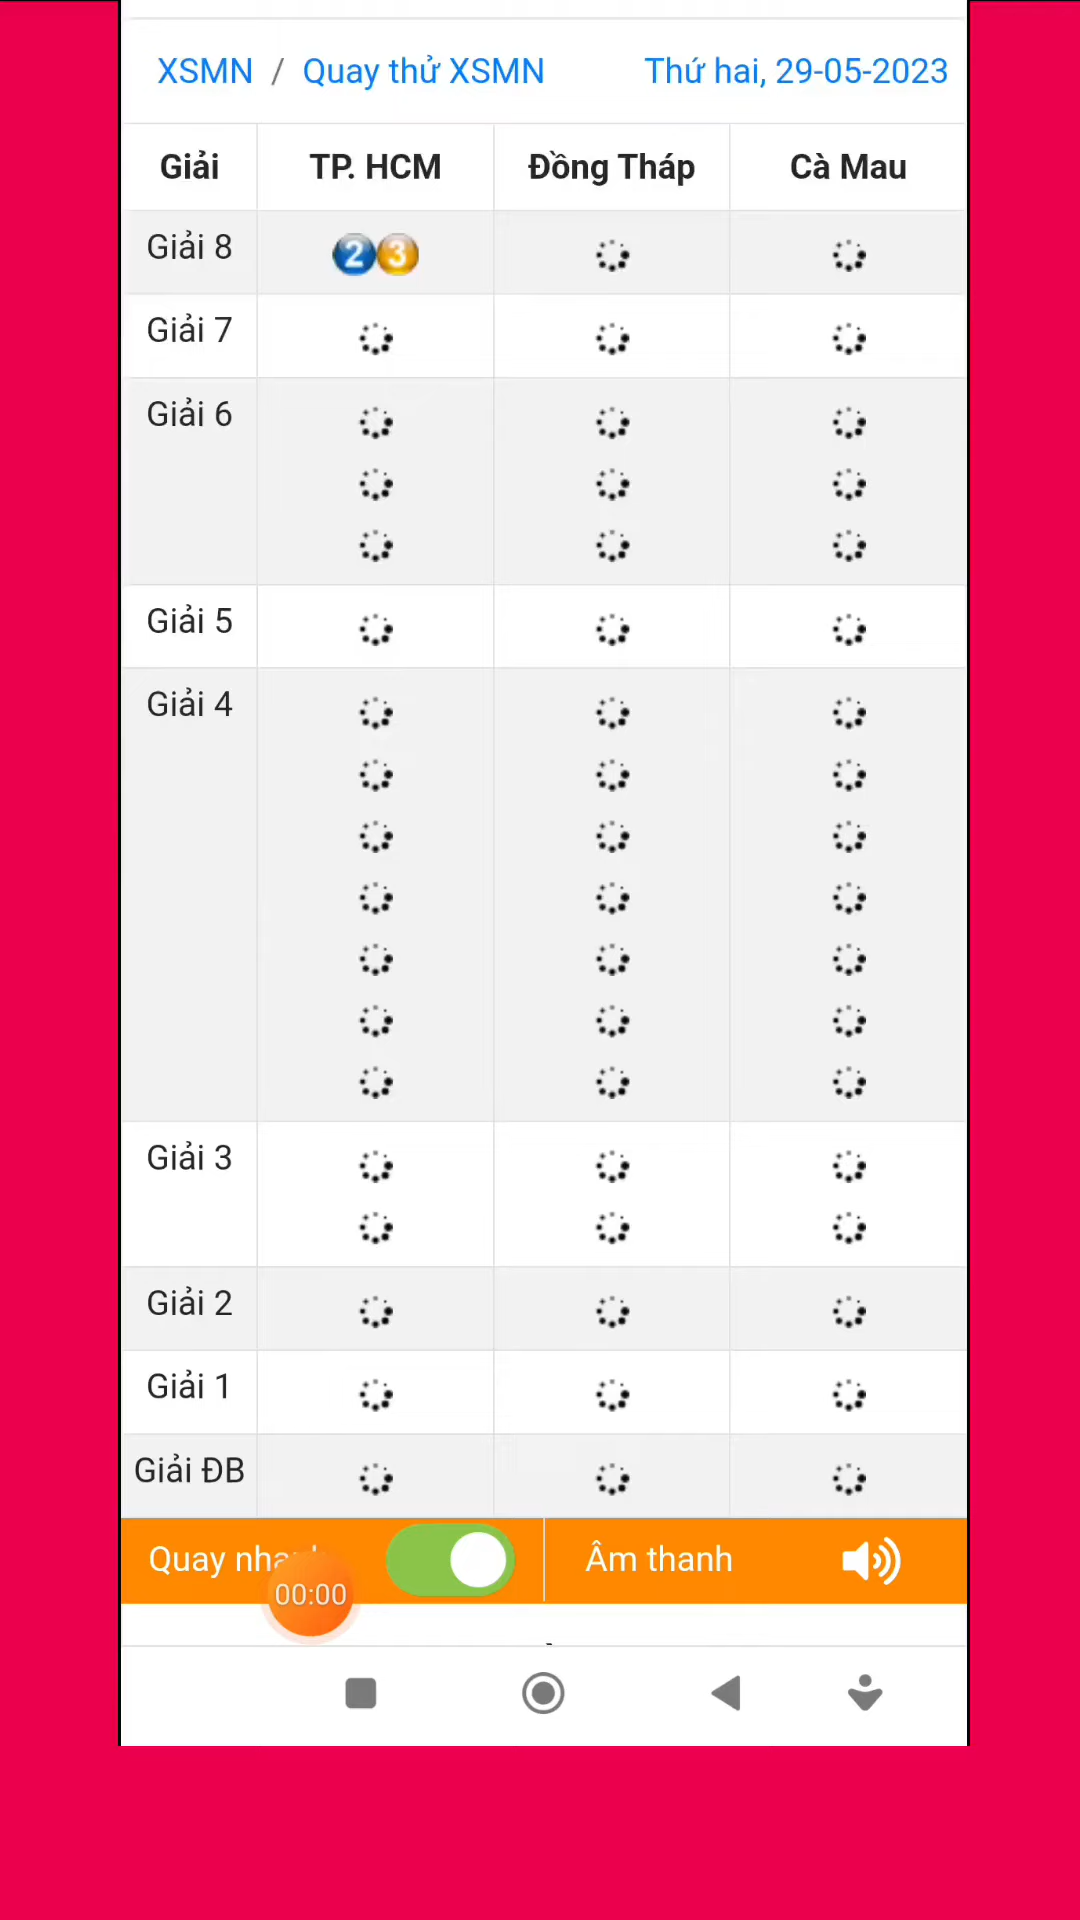 XSMN / Quay thử XSMN Thứ hai, 29-05-2023
Giải TP. HCM Đồng Tháp Cà Mau
Giải 8 23
Giải 7
Giải 6
Giải 5
Giải 4
Giải 3
Giải 2
Giải 1
Giải ĐB
Quay Âm thanh
00:00